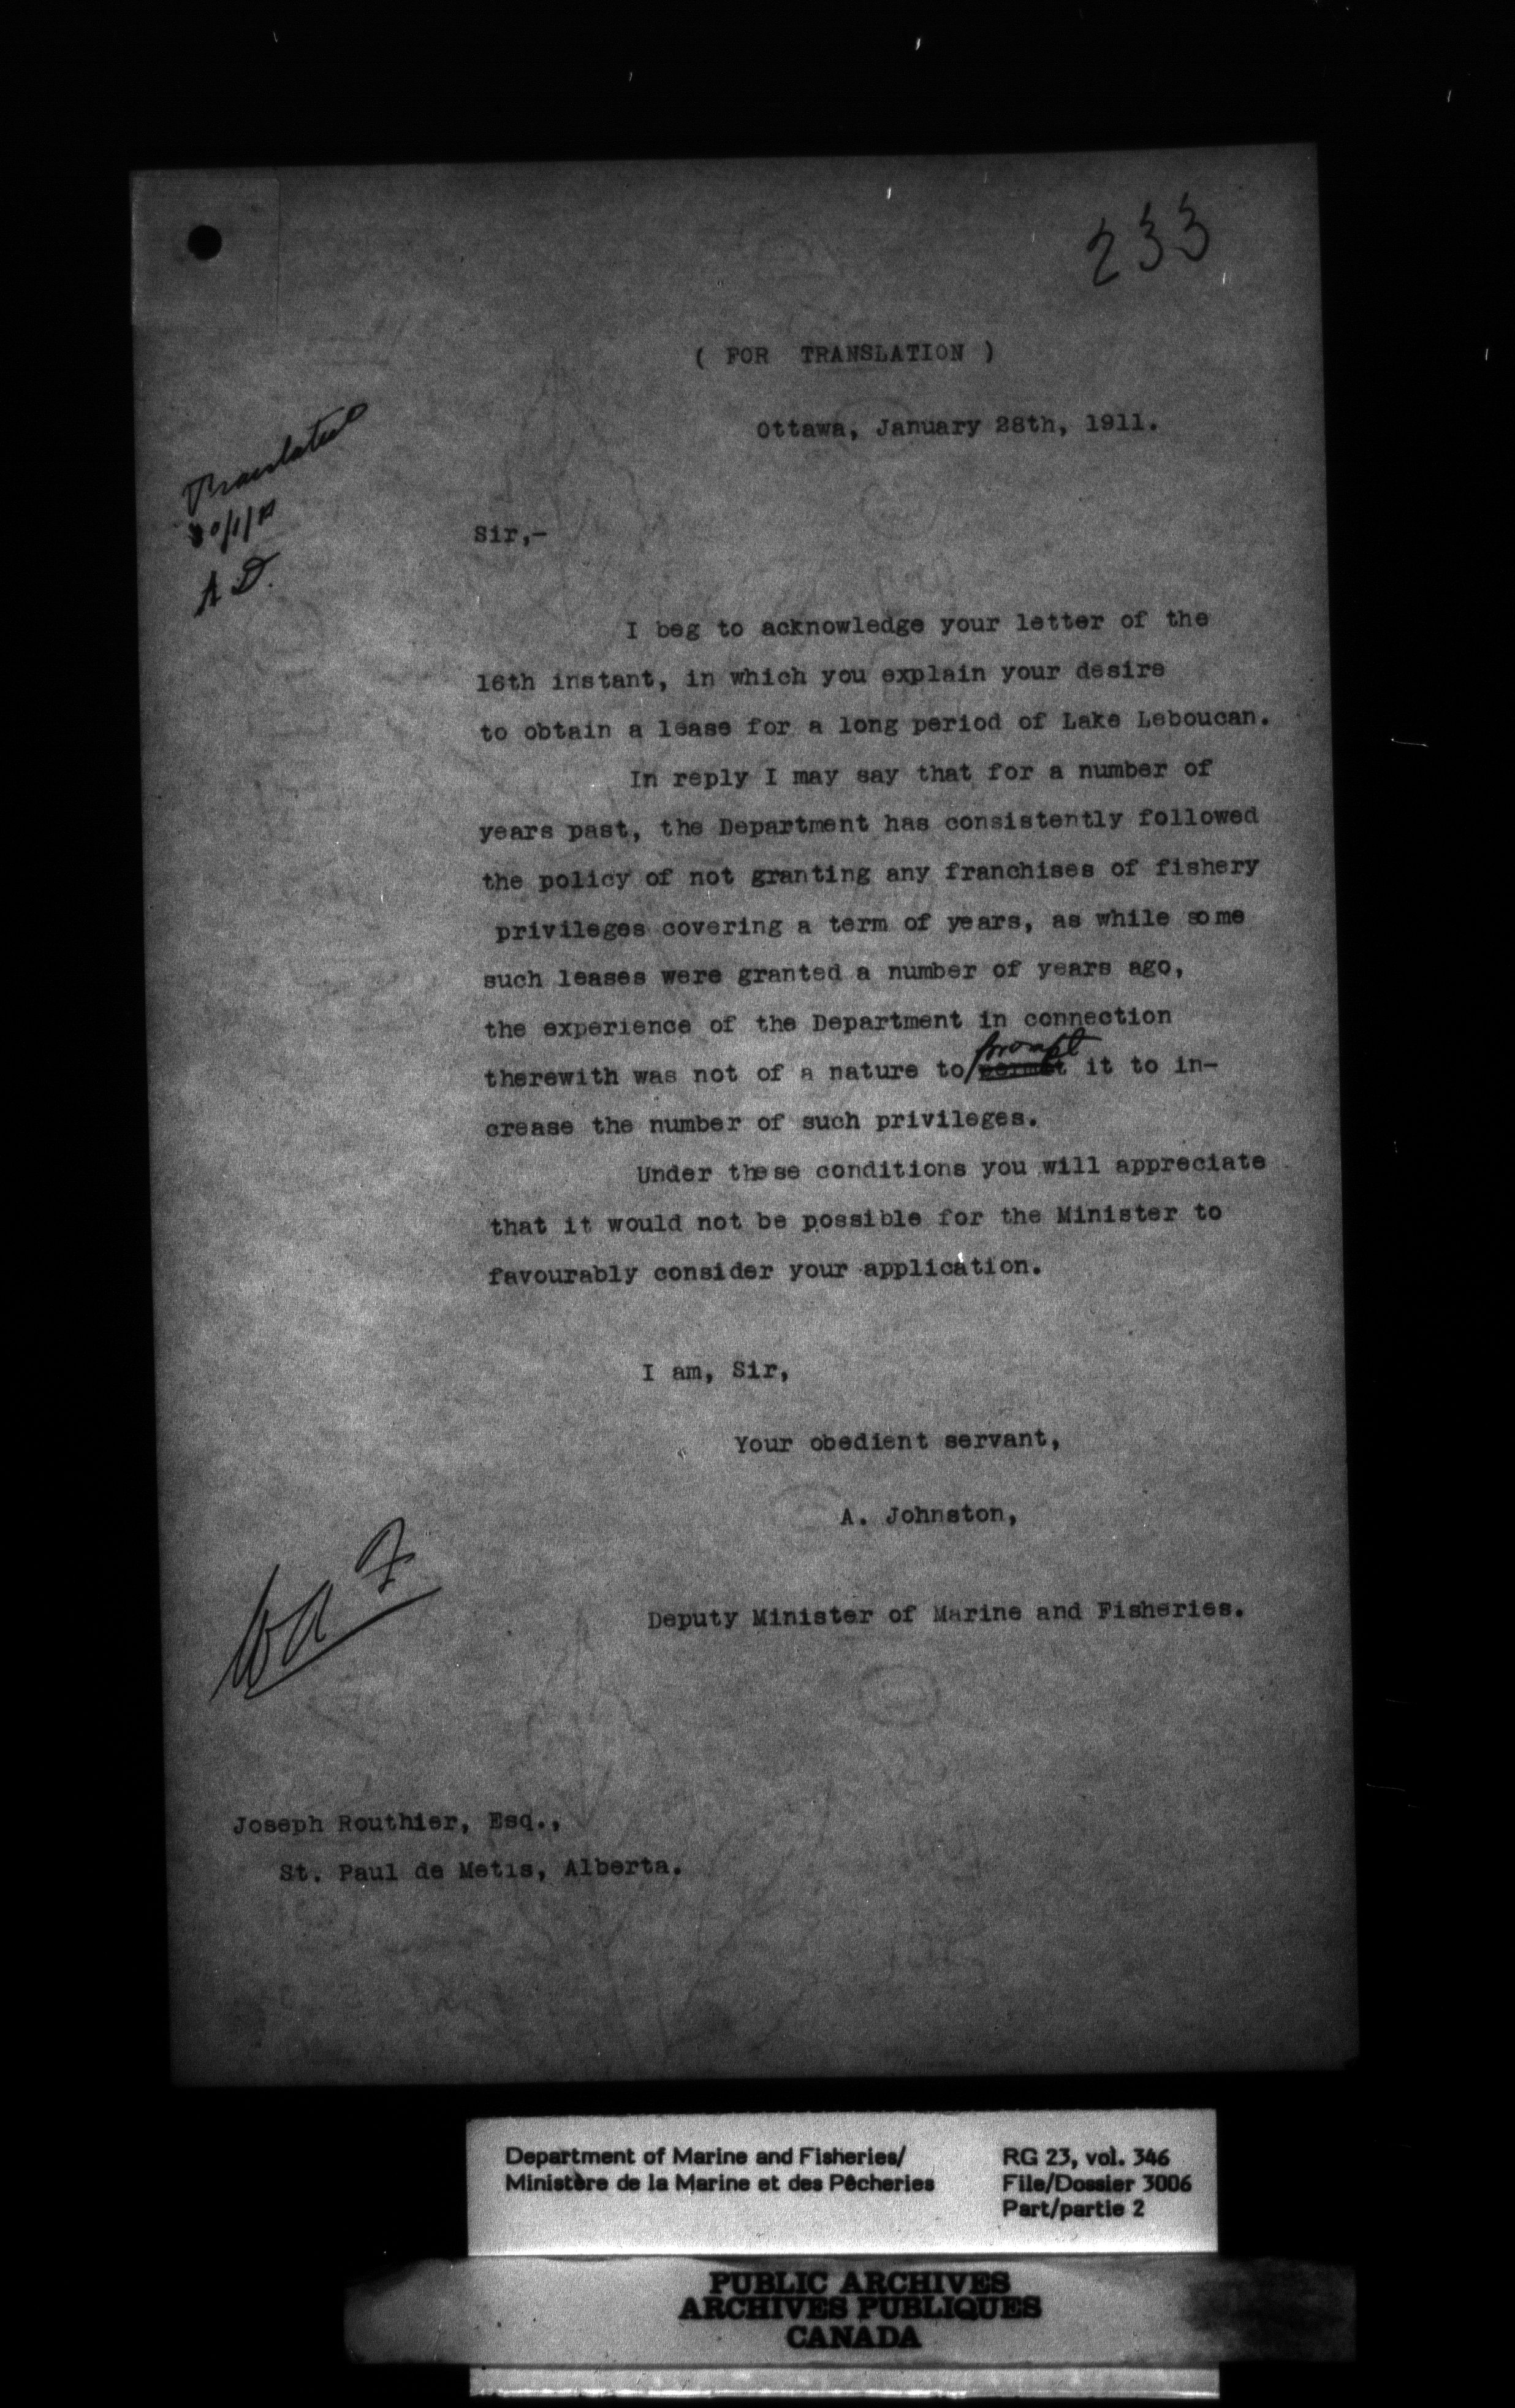 233
( FOR TRANSLATION )
Ottawa, January 28th, 1911.
Translated
30/1/11
A D.
Sir,-
I beg to acknowledge your letter of the
16th instant, in which you explain your desire
to obtain a lease for a long period of Lake Leboucan.
In reply I may say that for a number of
years past, the Department has consistently followed
the policy of not granting any franchises of fishery
privileges covering a term of years, as while some
such leases were granted a number of years ago,
the experience of the Department in connection
prompt
therewith was not of a nature to/ permit it to in-
crease the number of such privileges.
Under these conditions you will appreciate
that it would not be possible for the Minister to
favourably consider your application.
I am, Sir,
Your obedient servant,
A. Johnston,
Deputy Minister of Marine and Fisheries.
Joseph Routhier, Esq.,
St. Paul de Metis, Alberta.
Department of Marine and Fisheries/
Ministère de la Marine et des Pêcheries
RG 23, vol. 346
File/Dossier 3006
Part/partie 2
PUBLIC ARCHIVES
ARCHIVES PUBLIQUES
CANADA